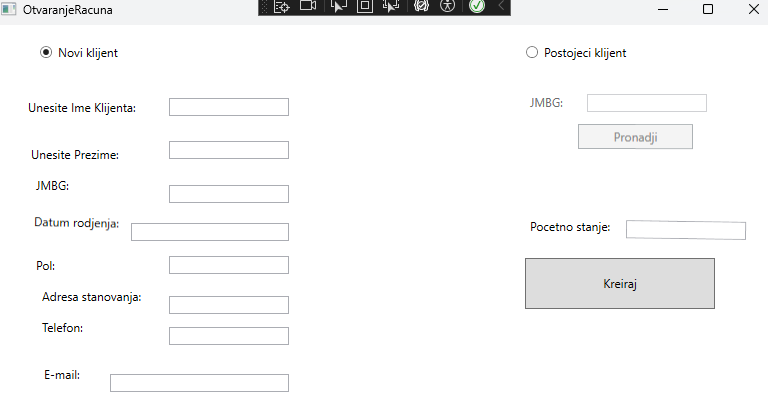 OtvaranjeRacuna
Novi klijent
Postojeci klijent
Unesite Ime Klijenta:
JMBG:
Pronadji
Unesite Prezime:
JMBG:
Datum rodjenja:
Pocetno stanje:
Pol:
Kreiraj
Adresa stanovanja:
Telefon:
E-mail: